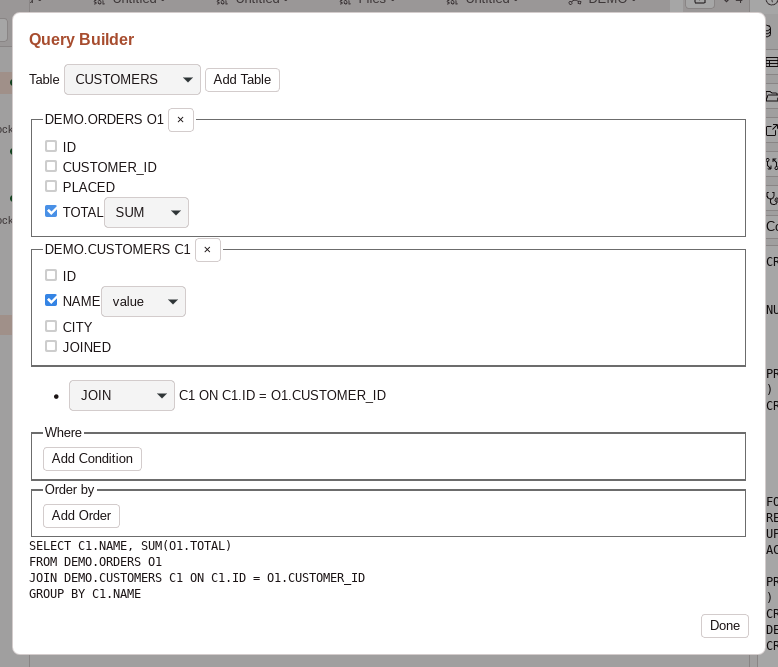 Query Builder
Table CUSTOMERS Add Table
DEMO.ORDERS O1 ×
ID
CUSTOMER_ID
PLACED
TOTAL SUM
DEMO.CUSTOMERS C1 ×
ID
NAME value
CITY
JOINED
• JOIN C1 ON C1.ID = O1.CUSTOMER_ID
Where
Add Condition
Order by
Add Order
SELECT C1.NAME, SUM(O1.TOTAL)
FROM DEMO.ORDERS O1
JOIN DEMO.CUSTOMERS C1 ON C1.ID = O1.CUSTOMER_ID
GROUP BY C1.NAME
Done